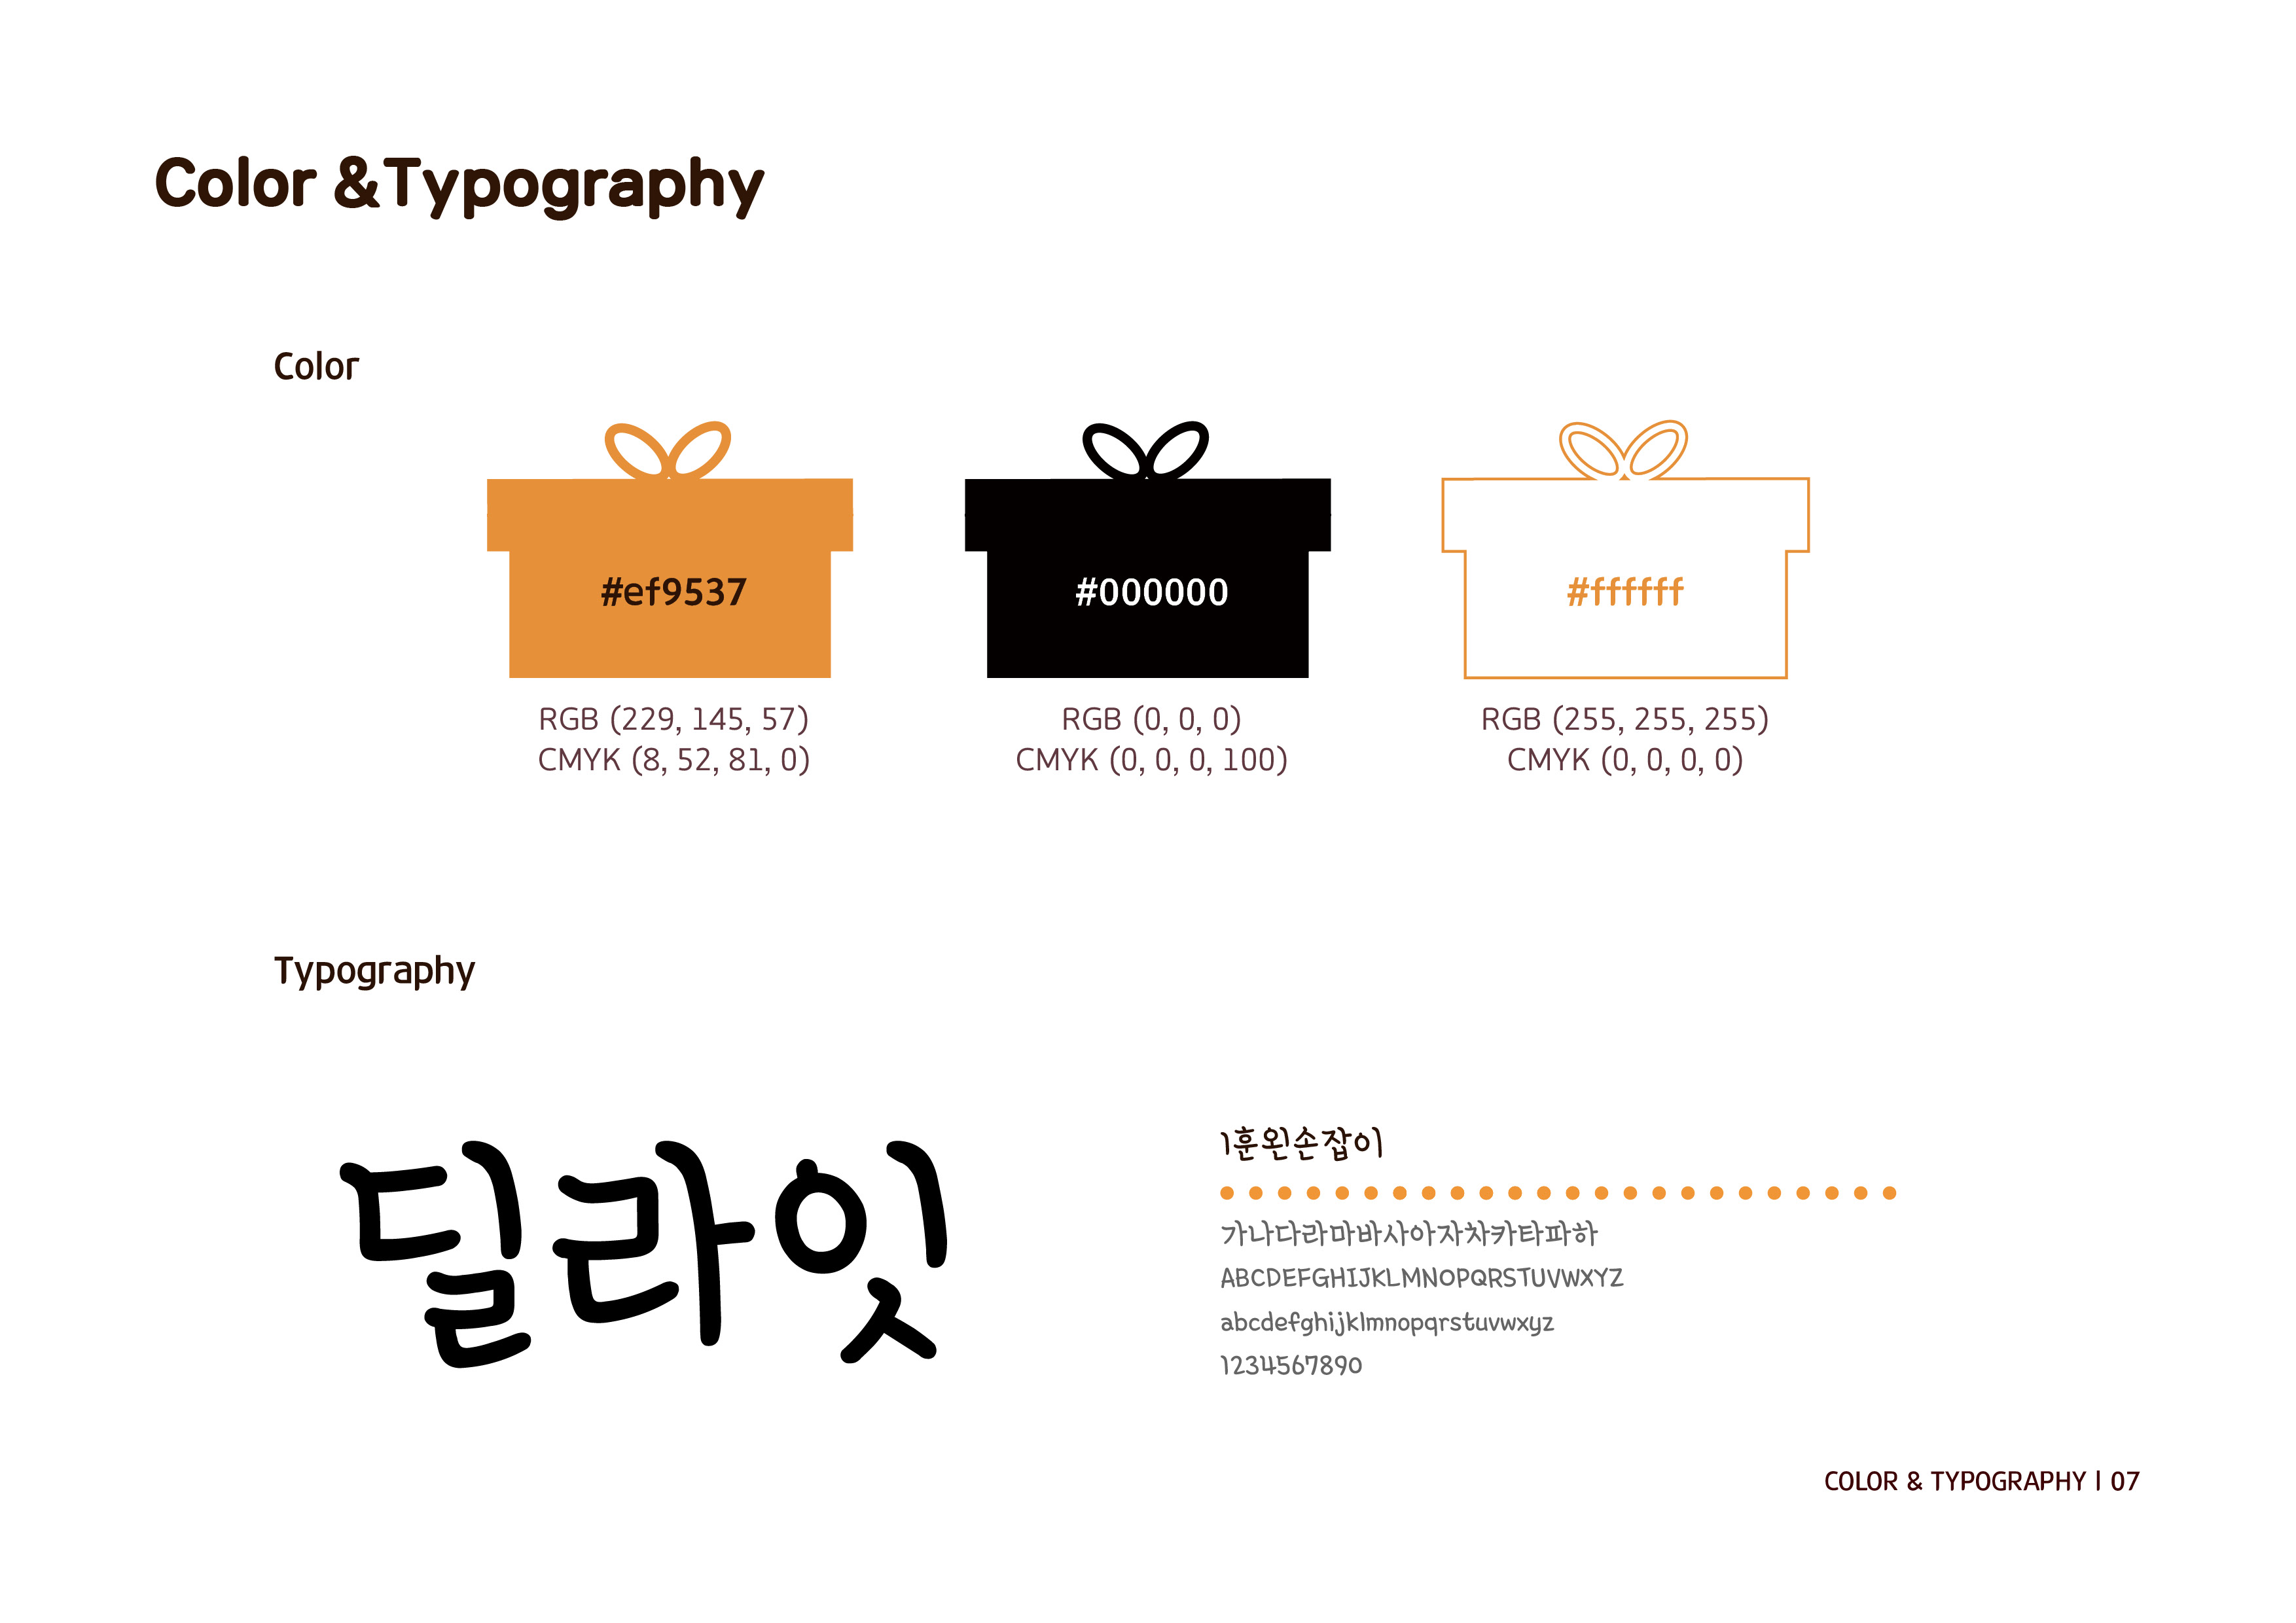 Color & Typography
Color
#ef9537
RGB (229, 145, 57)
CMYK (8, 52, 81, 0)
#000000
RGB (0, 0, 0)
CMYK (0, 0, 0, 100)
#ffffff
RGB (255, 255, 255)
CMYK (0, 0, 0, 0)
Typography
딜라잇
1훈왼손잡이
가나다라마바사아자차카타파하
ABCDEFGHIJKLMNOPQRSTUVWXYZ
abcdefghijklmnopqrstuvwxyz
1234567890
COLOR & TYPOGRAPHY | 07